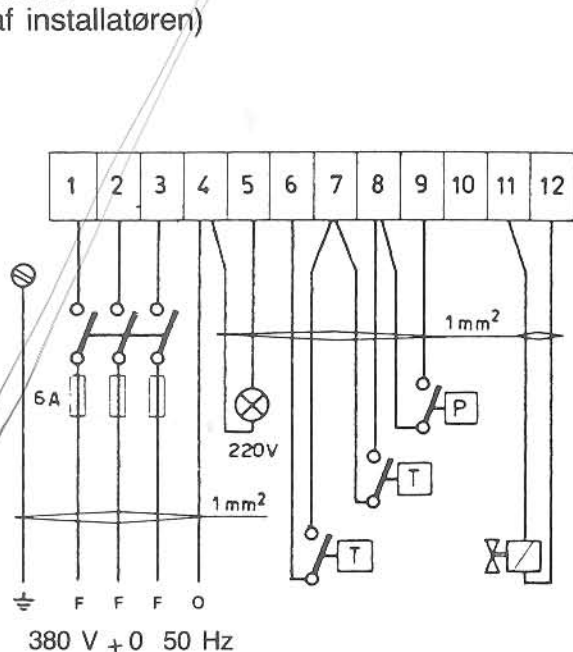 af installatøren)
1 2 3 4 5 6 7 8 9 10 11 12
1mm²
6A
P
220V
T
1mm²
T
F F F O
380 V + 0 50 Hz